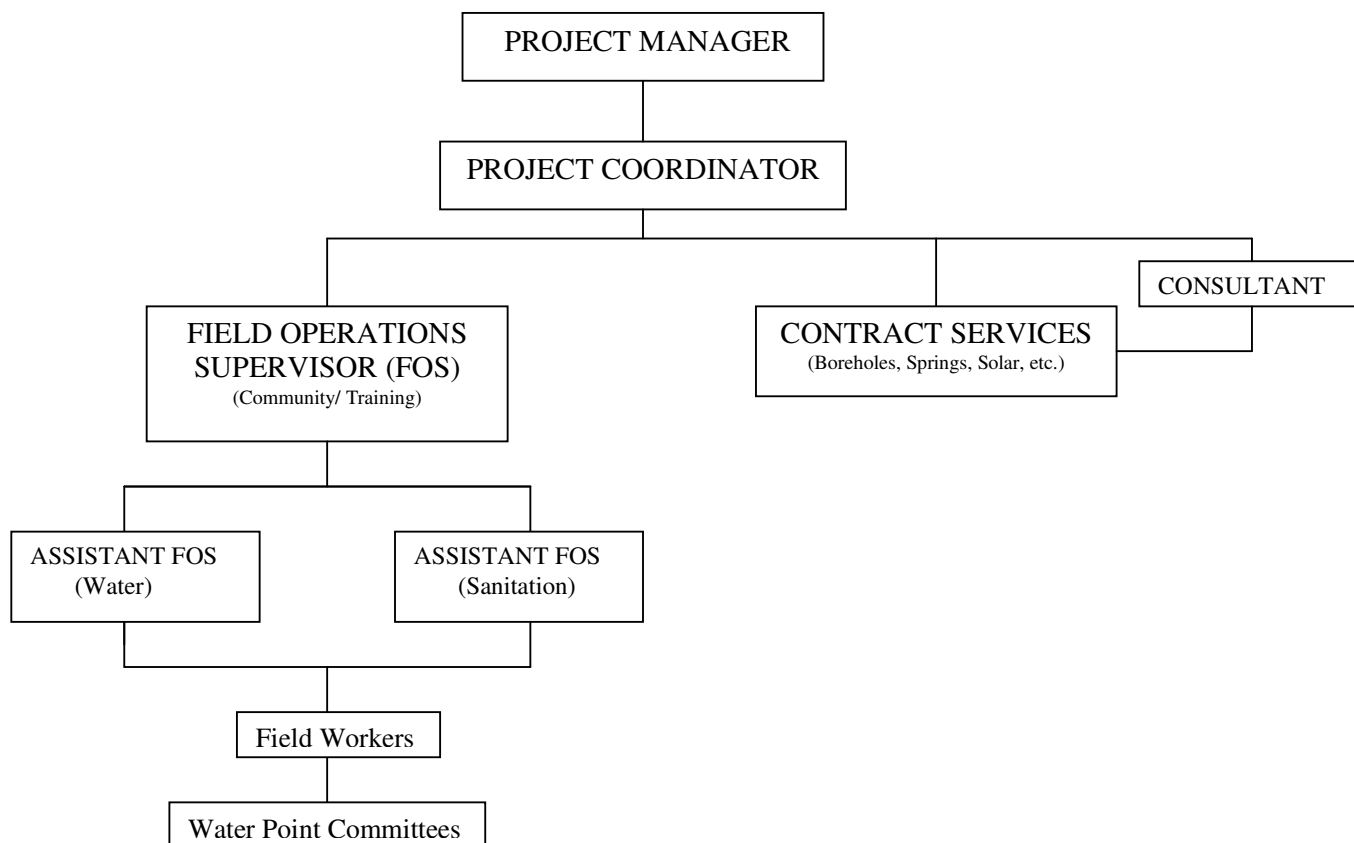 PROJECT MANAGER
PROJECT COORDINATOR
CONSULTANT
FIELD OPERATIONS
SUPERVISOR (FOS)
(Community/ Training)
CONTRACT SERVICES
(Boreholes, Springs, Solar, etc.)
ASSISTANT FOS
(Water)
ASSISTANT FOS
(Sanitation)
Field Workers
Water Point Committees